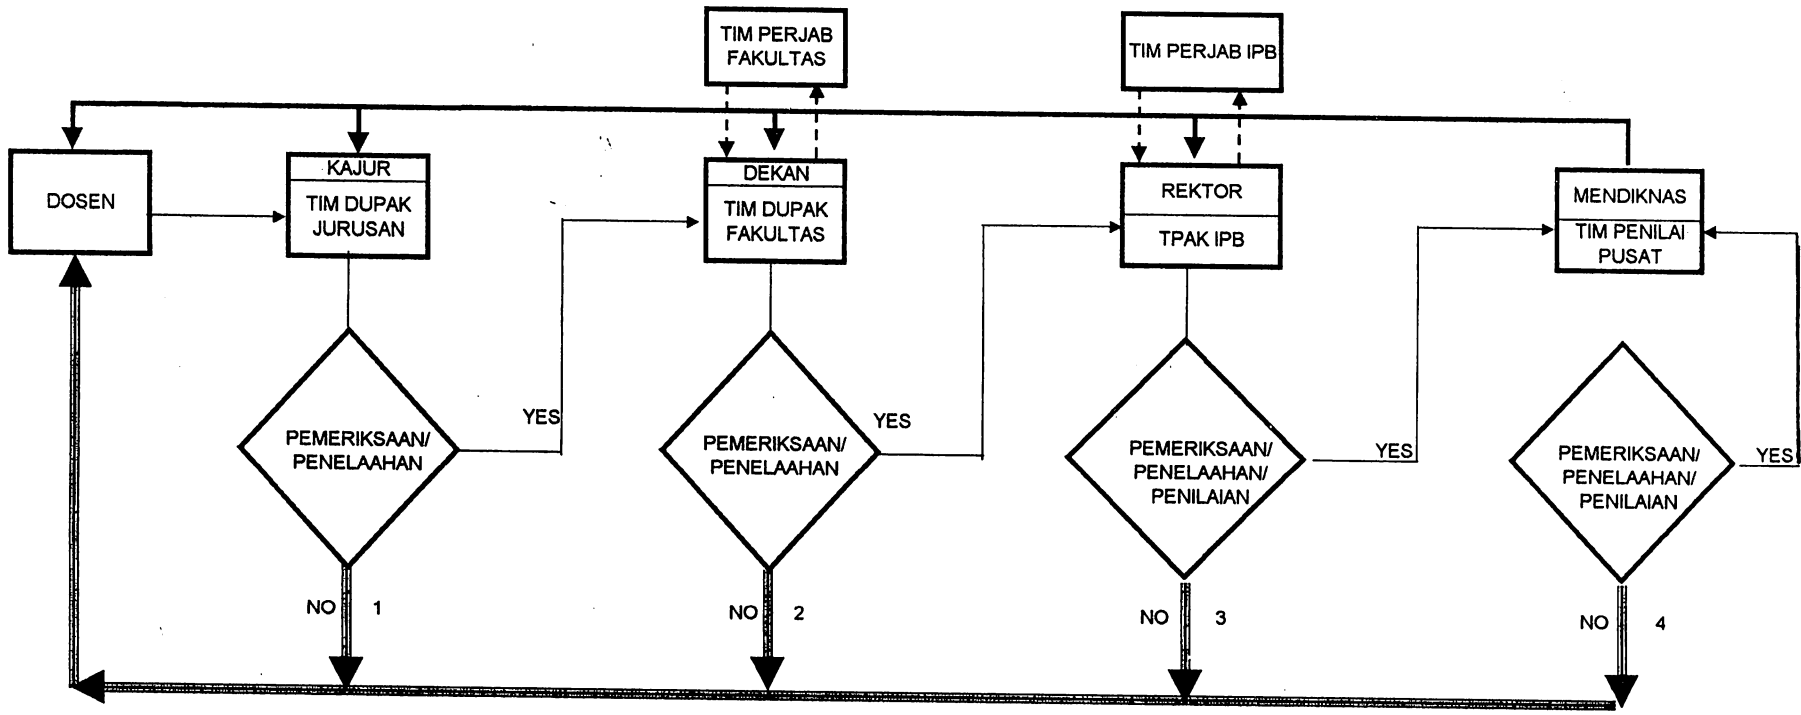 TIM PERJAB
FAKULTAS
TIM PERJAB IPB
DOSEN
KAJUR
TIM DUPAK
JURUSAN
DEKAN
TIM DUPAK
FAKULTAS
REKTOR
TPAK IPB
MENDIKNAS
TIM PENILAI
PUSAT
PEMERIKSAAN/
PENELAAHAN
YES
PEMERIKSAAN/
PENELAAHAN
YES
PEMERIKSAAN/
PENELAAHAN/
PENILAIAN
YES
PEMERIKSAAN/
PENELAAHAN/
PENILAIAN
YES
NO 1
NO 2
NO 3
NO 4